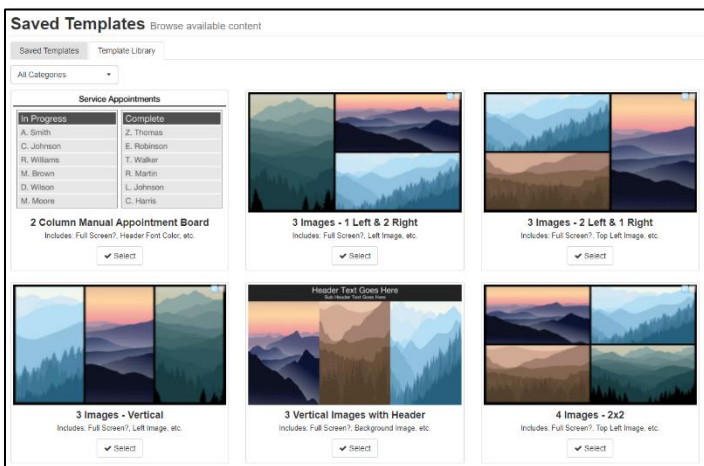 Saved Templates Browse available content
Saved Templates Template Library
All Categories
Service Appointments
In Progress Complete
A. Smith Z. Thomas
C. Johnson E. Robinson
R. Williams T. Walker
M. Brown R. Martin
D. Wilson L. Johnson
M. Moore C. Harris
2 Column Manual Appointment Board
Includes: Full Screen?, Header Font Color, etc.
✔ Select
3 Images - 1 Left & 2 Right
Includes: Full Screen?, Left Image, etc.
✔ Select
3 Images - 2 Left & 1 Right
Includes: Full Screen?, Top Left Image, etc.
✔ Select
3 Images - Vertical
Includes: Full Screen?, Left Image, etc.
✔ Select
Header Text Goes Here
Sub Header Text Goes Here
3 Vertical Images with Header
Includes: Full Screen?, Background Image, etc.
✔ Select
4 Images - 2x2
Includes: Full Screen?, Top Left Image, etc.
✔ Select